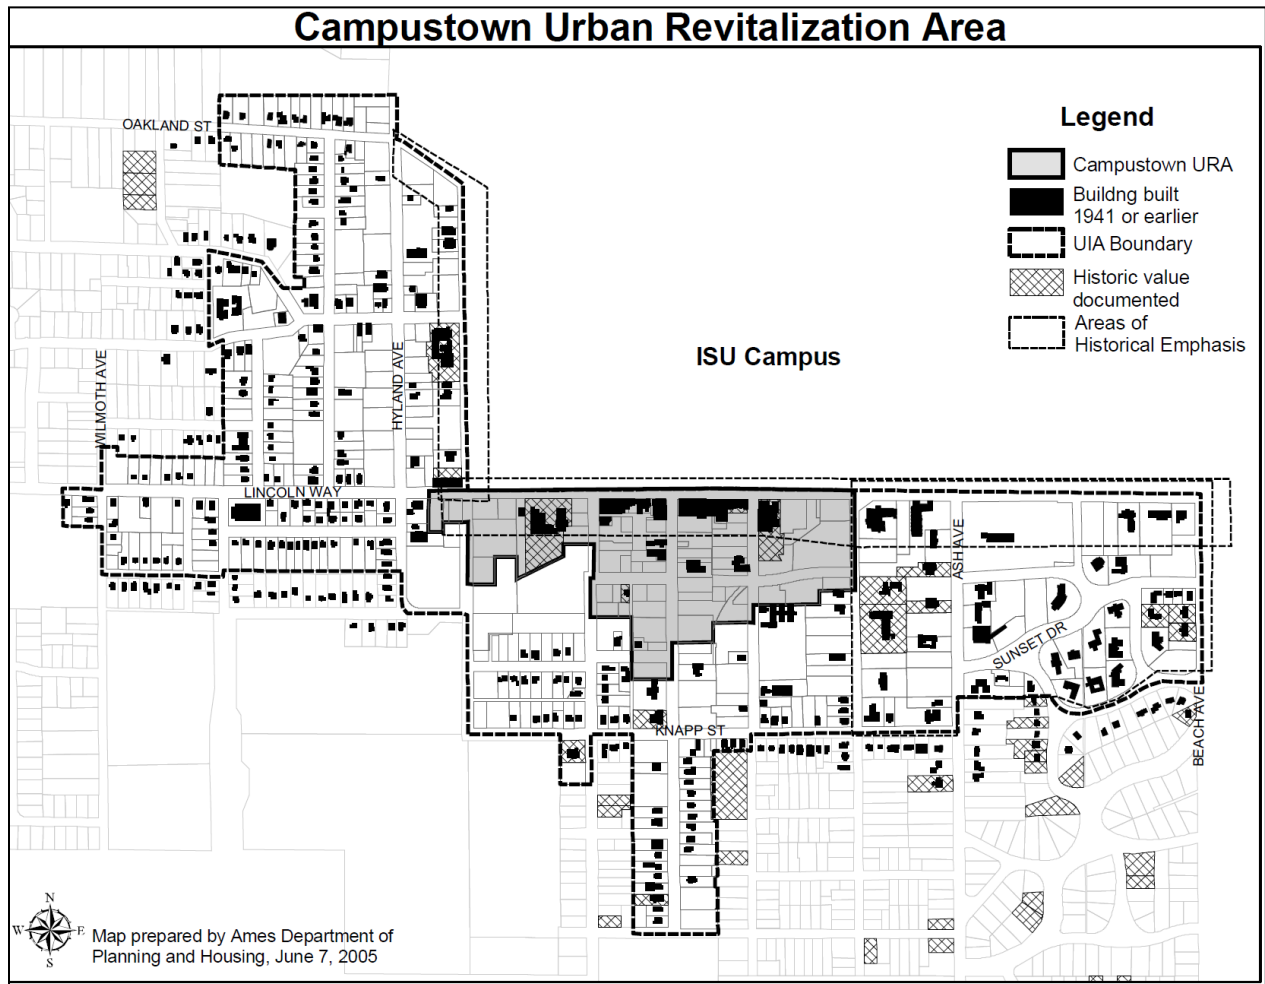 Campustown Urban Revitalization Area
OAKLAND ST
Legend
Campustown URA
Buildng built
1941 or earlier
UIA Boundary
Historic value
documented
Areas of
Historical Emphasis
ISU Campus
WILMOTH AVE
HYLAND AVE
LINCOLN WAY
ASH AVE
SUNSET DR
KNAPP ST
BEACH AVE
N
W
E
S
Map prepared by Ames Department of
Planning and Housing, June 7, 2005